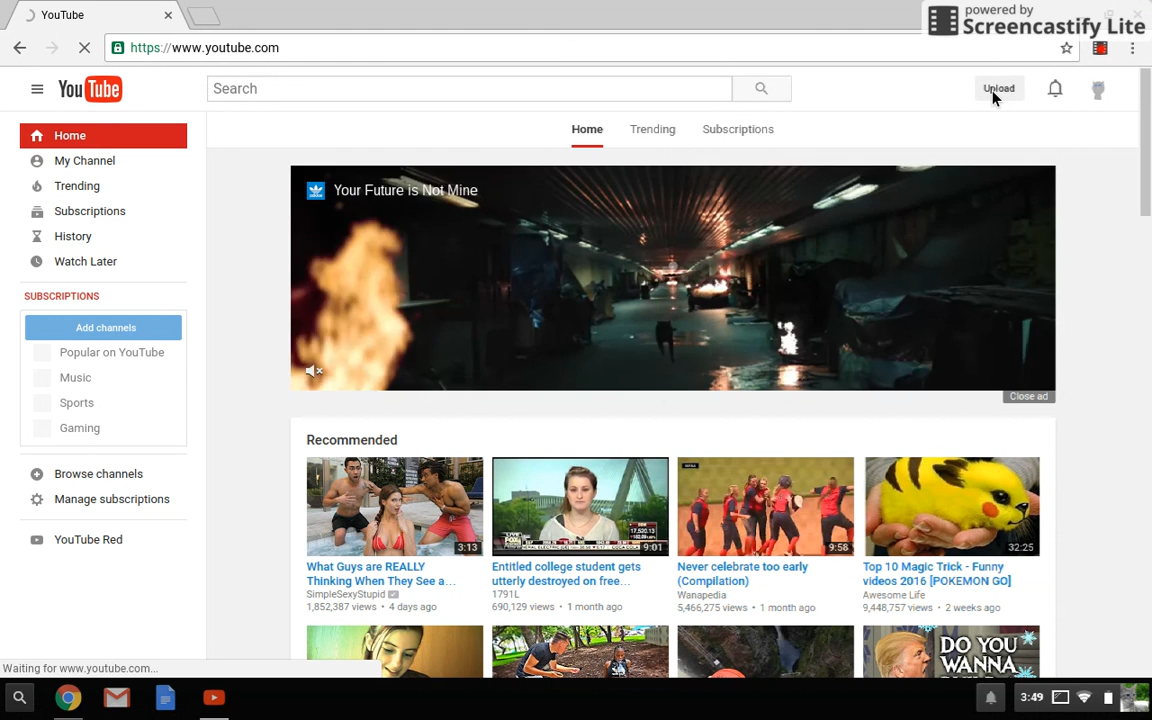 YouTube
powered by
Screencastify Lite
https://www.youtube.com
YouTube
Search
Upload
Home
Trending
Subscriptions
Home
My Channel
Trending
Subscriptions
History
Watch Later
SUBSCRIPTIONS
Add channels
Popular on YouTube
Music
Sports
Gaming
Browse channels
Manage subscriptions
YouTube Red
Your Future is Not Mine
Close ad
Recommended
3:13
9:01
9:58
32:25
What Guys are REALLY
Thinking When They See a...
SimpleSexyStupid
1,852,387 views • 4 days ago
Entitled college student gets
utterly destroyed on free...
1791L
690,129 views • 1 month ago
Never celebrate too early
(Compilation)
Wanapedia
5,466,275 views • 1 month ago
Top 10 Magic Trick - Funny
videos 2016 [POKEMON GO]
Awesome Life
9,448,757 views • 2 weeks ago
DO YOU
WANNA
Waiting for www.youtube.com...
3:49